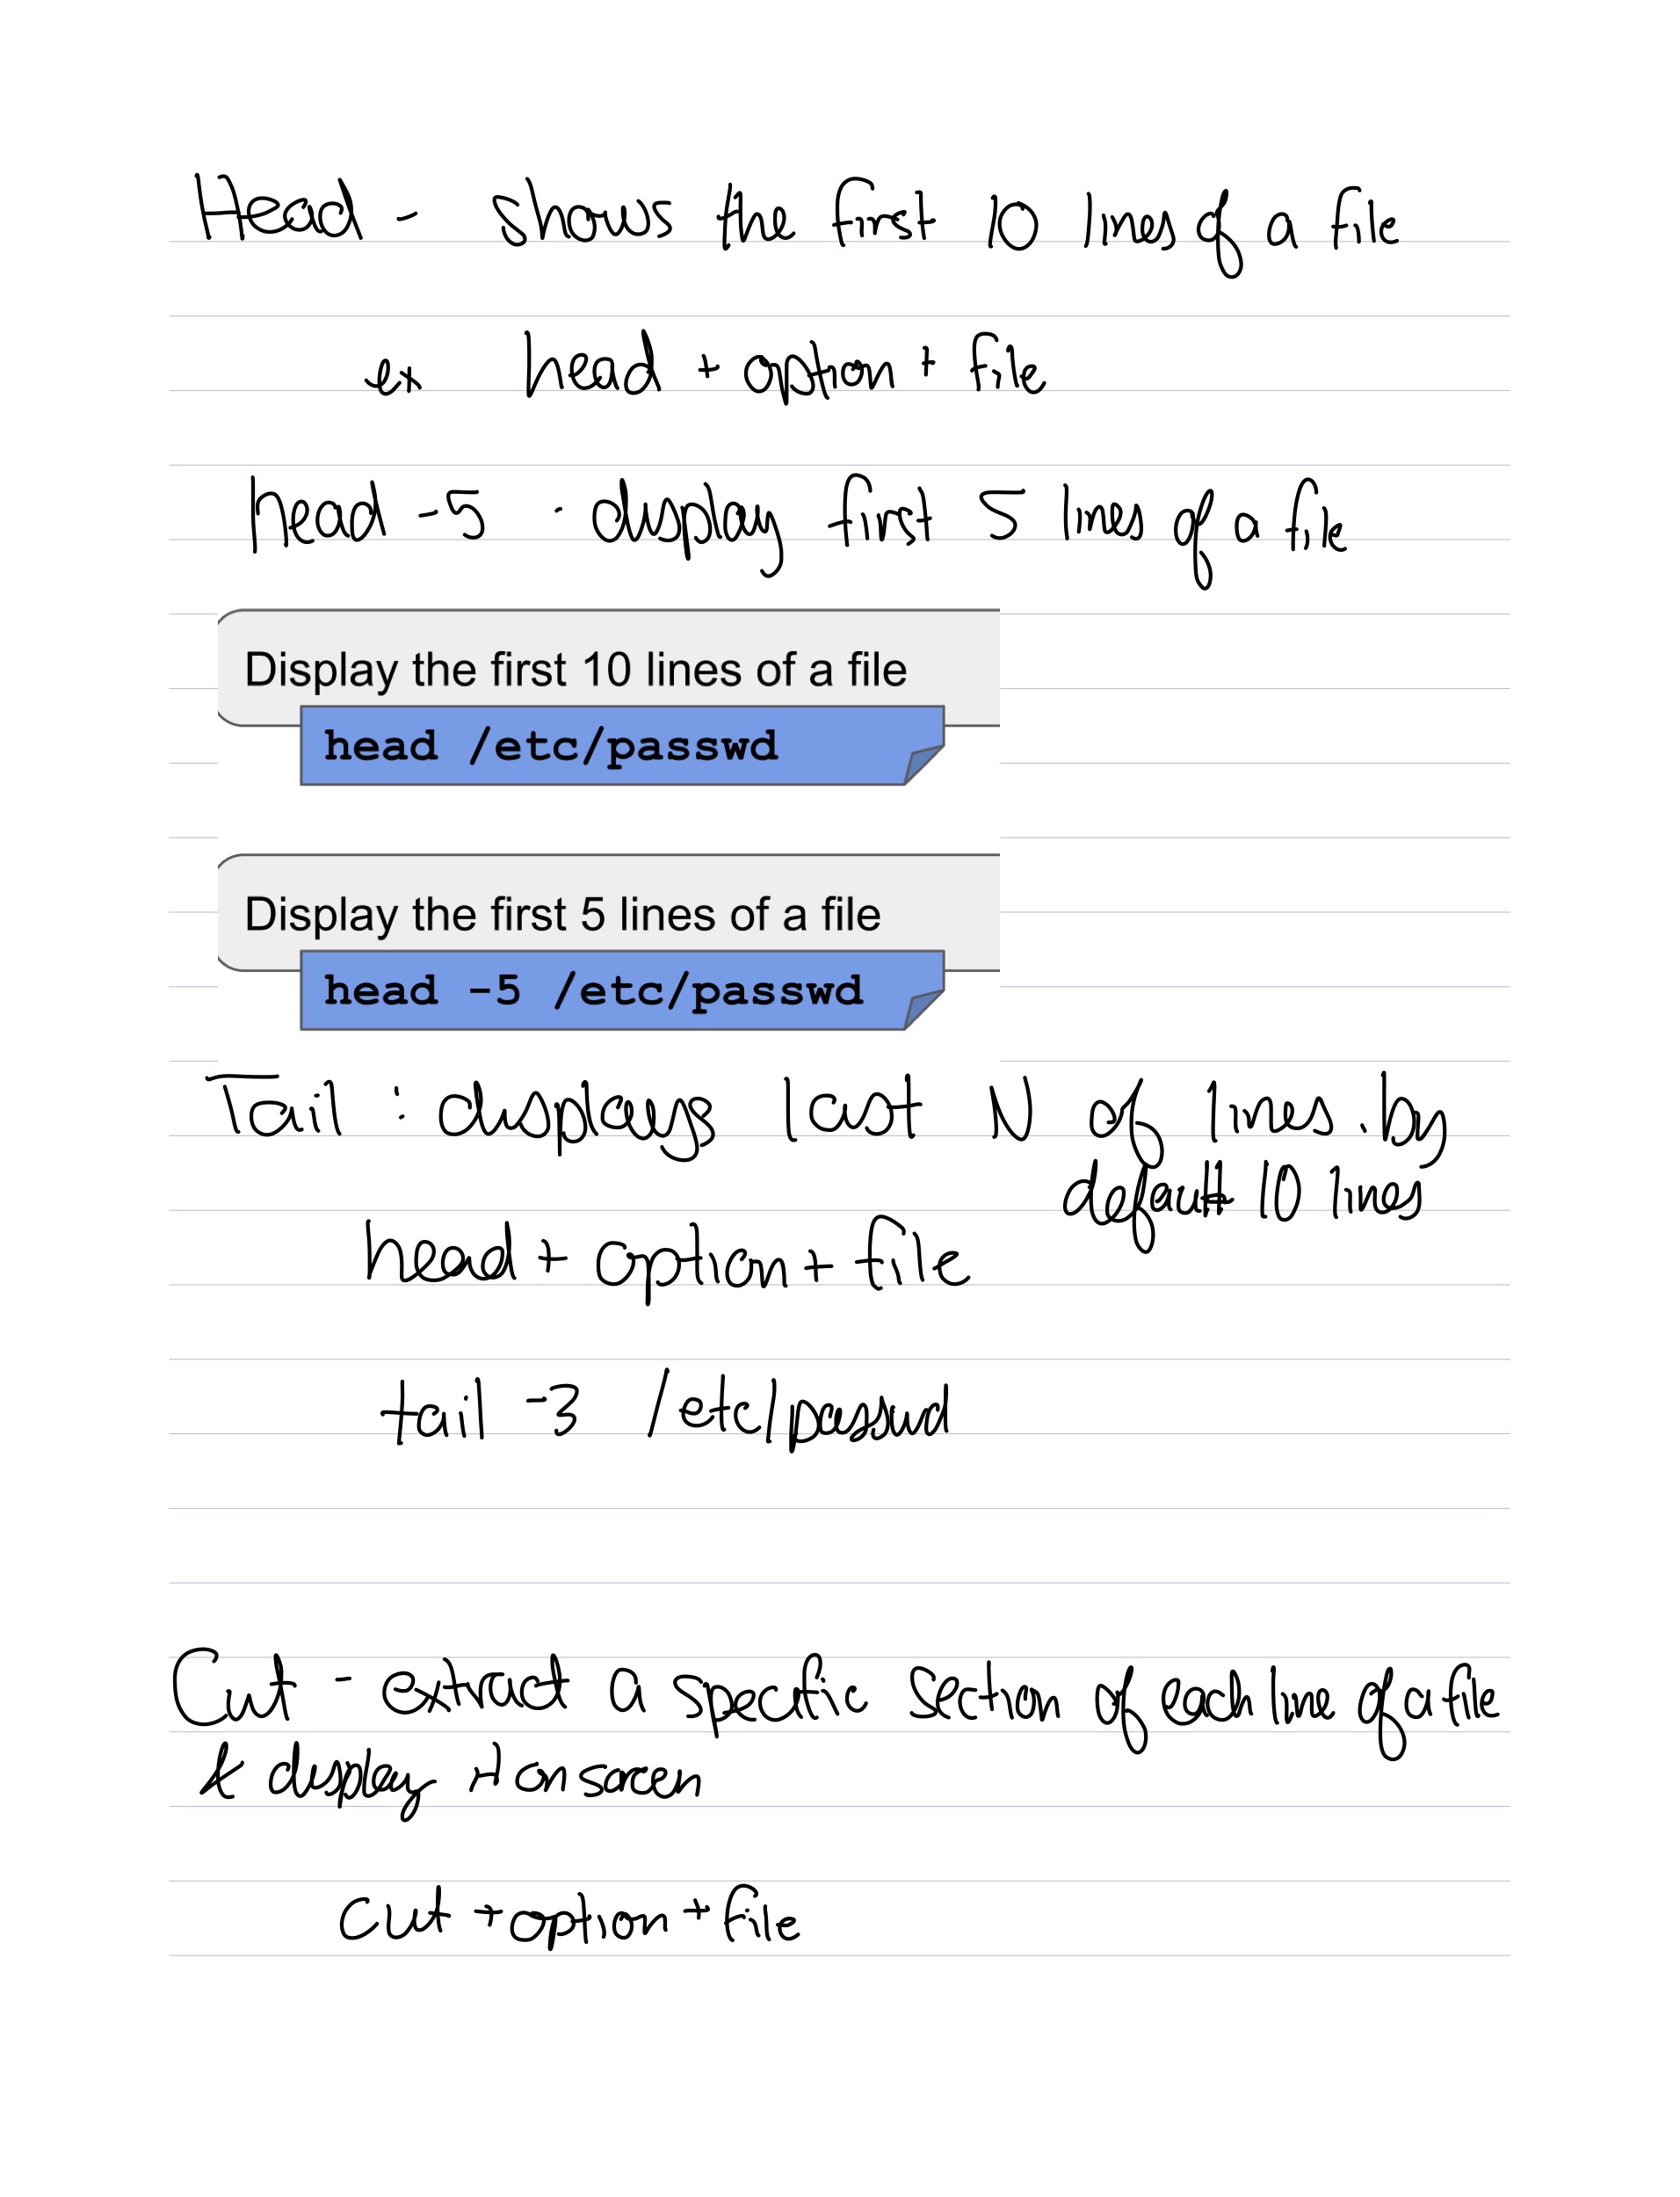 Head - shows the first 10 lines of a file
ex head + option + file
head -5 - display first 5 lines of a file
Display the first 10 lines of a file
head /etc/passwd
Display the first 5 lines of a file
head -5 /etc/passwd
Tail : displays last N of lines. by
default 10 lines
head + option + file
tail -3 /etc/passwd
Cut - extract a specific section of each line of a file
& display it on screen
cut + option + file